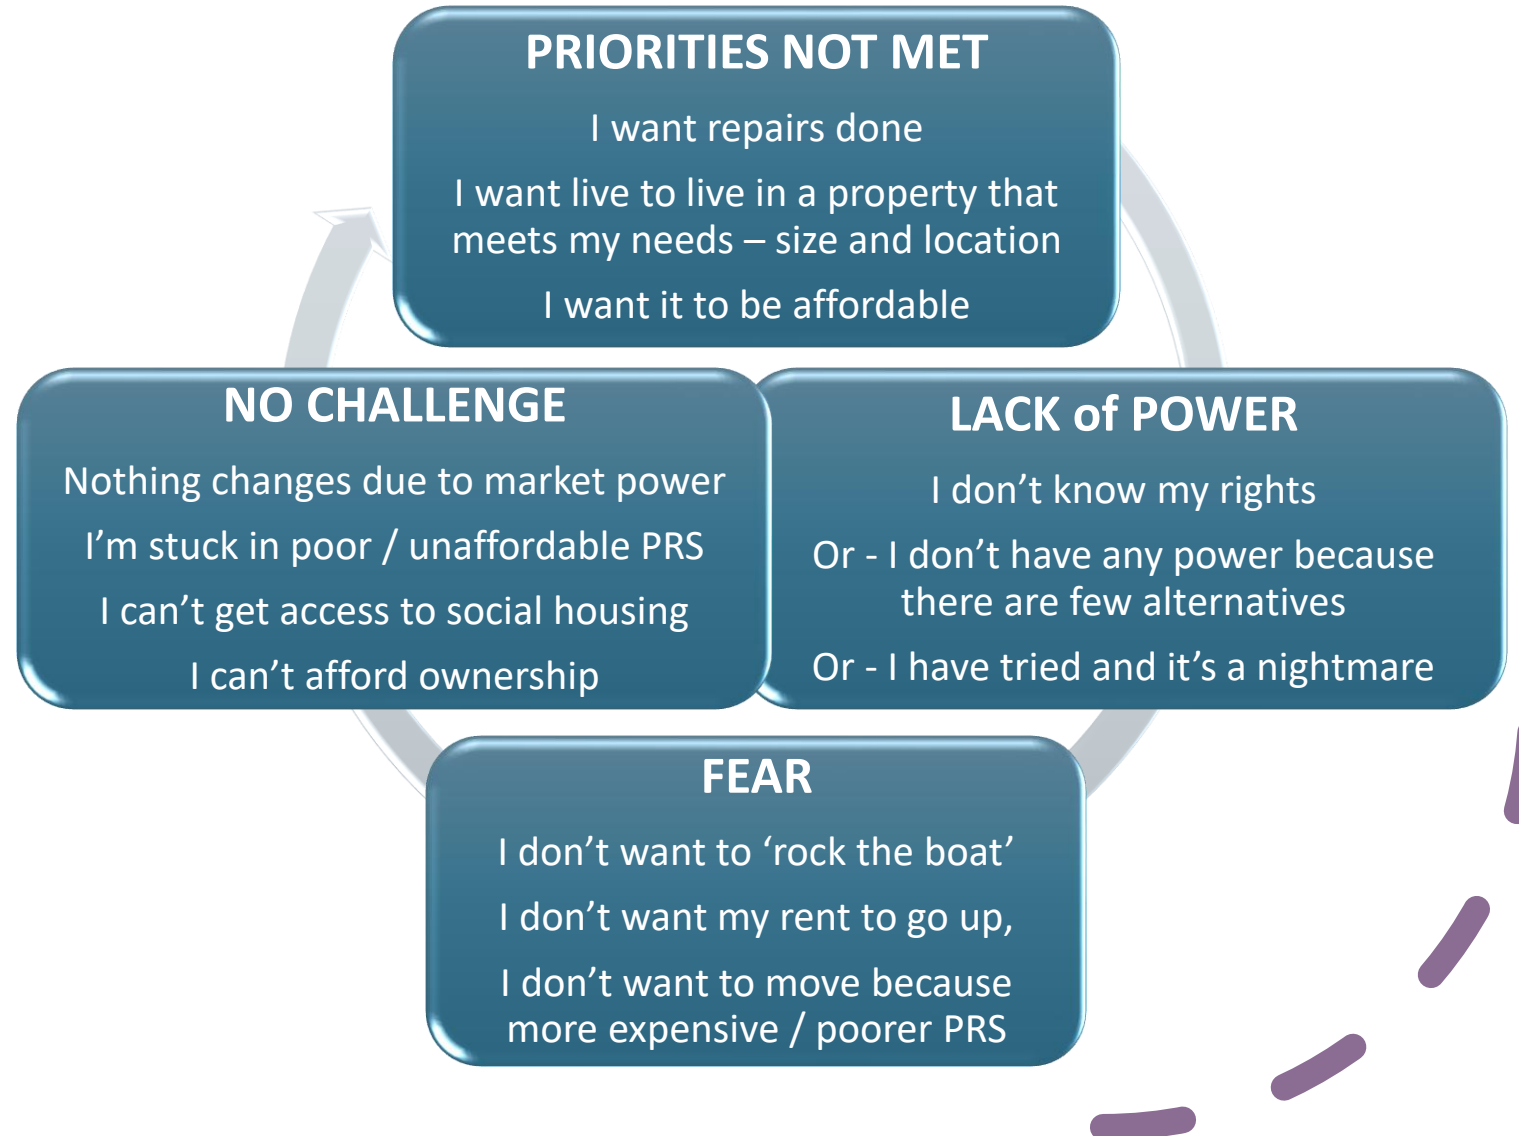 PRIORITIES NOT MET
I want repairs done
I want live to live in a property that
meets my needs – size and location
I want it to be affordable
LACK of POWER
I don’t know my rights
Or - I don’t have any power because
there are few alternatives
Or - I have tried and it’s a nightmare
FEAR
I don’t want to ‘rock the boat’
I don’t want my rent to go up,
I don’t want to move because
more expensive / poorer PRS
NO CHALLENGE
Nothing changes due to market power
I’m stuck in poor / unaffordable PRS
I can’t get access to social housing
I can’t afford ownership